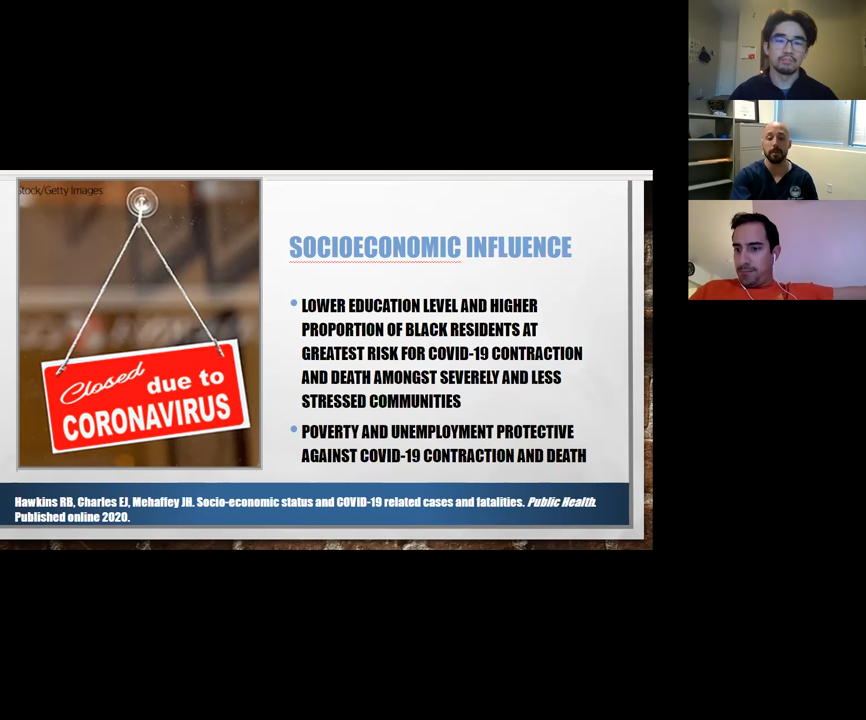 Stock/Getty Images
Closed due to
CORONAVIRUS
SOCIOECONOMIC INFLUENCE
• LOWER EDUCATION LEVEL AND HIGHER
PROPORTION OF BLACK RESIDENTS AT
GREATEST RISK FOR COVID-19 CONTRACTION
AND DEATH AMONGST SEVERELY AND LESS
STRESSED COMMUNITIES
• POVERTY AND UNEMPLOYMENT PROTECTIVE
AGAINST COVID-19 CONTRACTION AND DEATH
Hawkins RB, Charles EJ, Mehaffey JH. Socio-economic status and COVID-19 related cases and fatalities. Public Health.
Published online 2020.